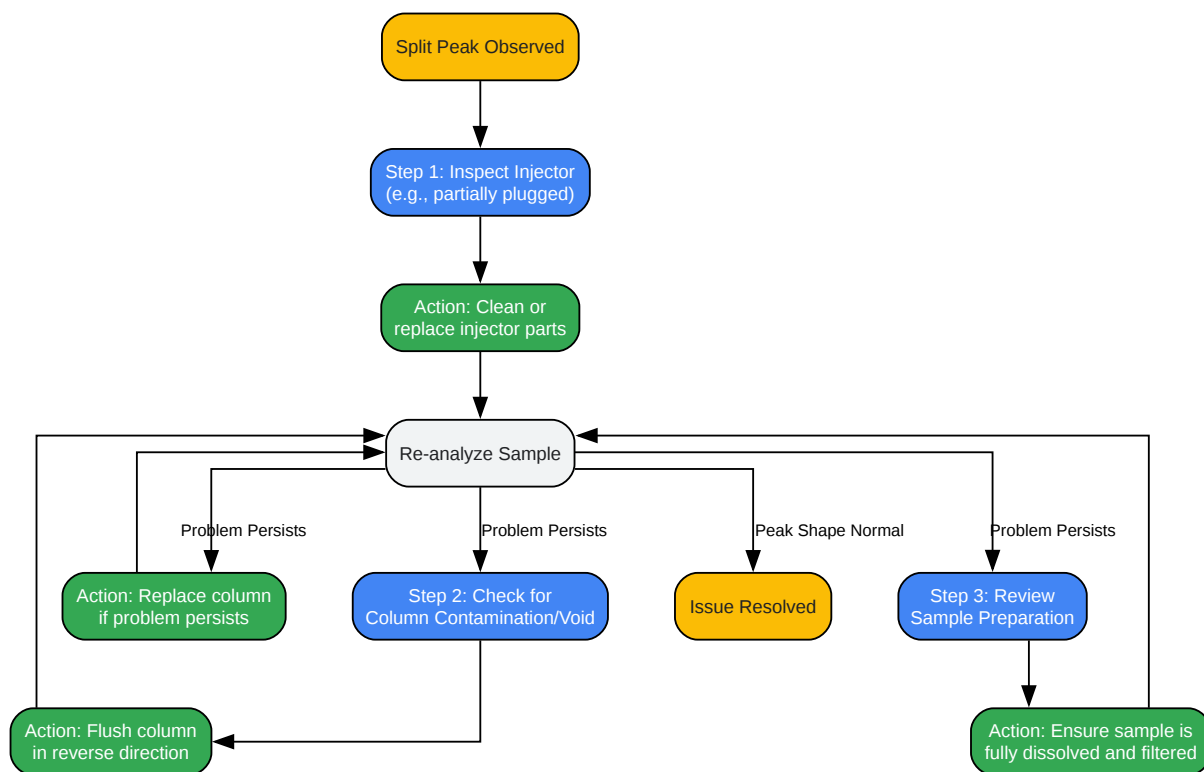 Split Peak Observed
Step 1: Inspect Injector
(e.g., partially plugged)
Action: Clean or
replace injector parts
Re-analyze Sample
Problem Persists
Problem Persists
Peak Shape Normal
Problem Persists
Action: Replace column
if problem persists
Step 2: Check for
Column Contamination/Void
Issue Resolved
Step 3: Review
Sample Preparation
Action: Flush column
in reverse direction
Action: Ensure sample is
fully dissolved and filtered